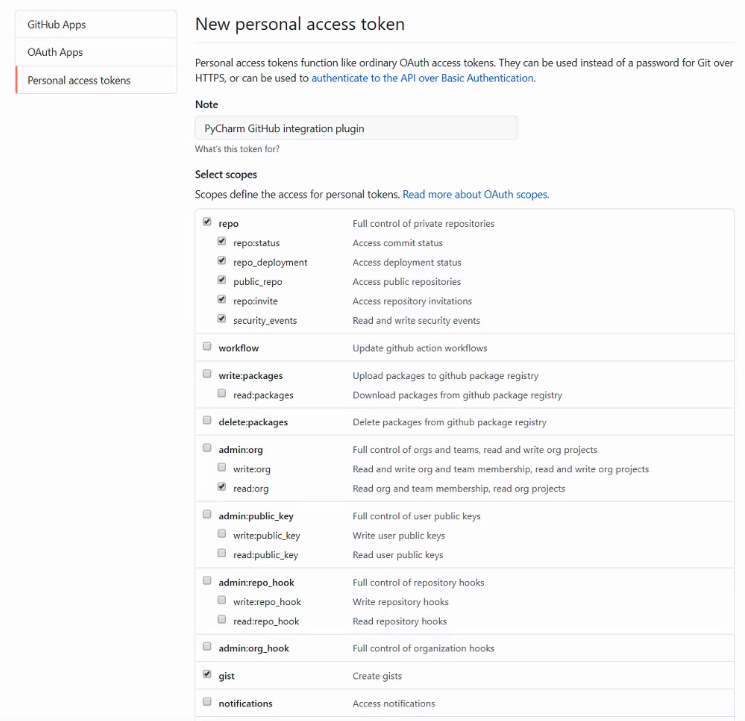 GitHub Apps
OAuth Apps
Personal access tokens
New personal access token
Personal access tokens function like ordinary OAuth access tokens. They can be used instead of a password for Git over
HTTPS, or can be used to authenticate to the API over Basic Authentication.
Note
PyCharm GitHub integration plugin
What's this token for?
Select scopes
Scopes define the access for personal tokens. Read more about OAuth scopes.
repo Full control of private repositories
repo:status Access commit status
repo_deployment Access deployment status
public_repo Access public repositories
repo:invite Access repository invitations
security_events Read and write security events
workflow Update github action workflows
write:packages Upload packages to github package registry
read:packages Download packages from github package registry
delete:packages Delete packages from github package registry
admin:org Full control of orgs and teams, read and write org projects
write:org Read and write org and team membership, read and write org projects
read:org Read org and team membership, read org projects
admin:public_key Full control of user public keys
write:public_key Write user public keys
read:public_key Read user public keys
admin:repo_hook Full control of repository hooks
write:repo_hook Write repository hooks
read:repo_hook Read repository hooks
admin:org_hook Full control of organization hooks
gist Create gists
notifications Access notifications